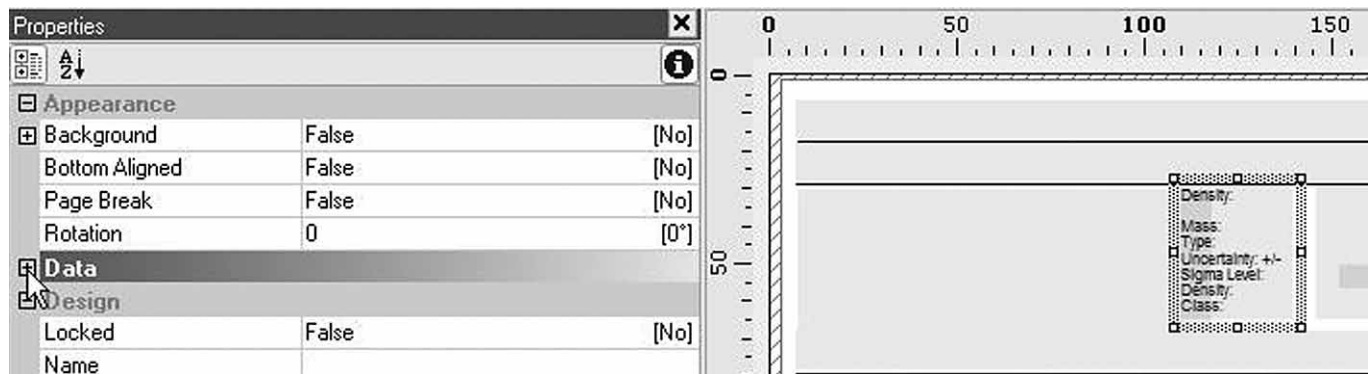 Properties
A
Z
Appearance
Background False [No]
Bottom Aligned False [No]
Page Break False [No]
Rotation 0 [0°]
Data
Design
Locked False [No]
Name
0 50 100 150
0
50
Density:
Mass:
Type:
Uncertainty: +/-
Sigma Level:
Density:
Class: